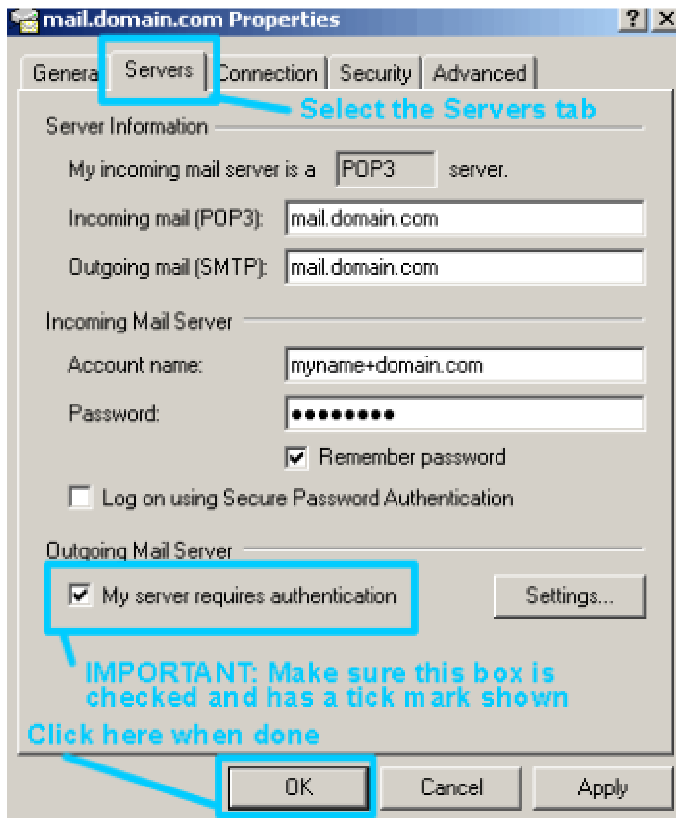 mail.domain.com Properties
General Servers Connection Security Advanced
Select the Servers tab
Server Information
My incoming mail server is a POP3 server.
Incoming mail (POP3): mail.domain.com
Outgoing mail (SMTP): mail.domain.com
Incoming Mail Server
Account name: myname+domain.com
Password: ●●●●●●●●
Remember password
Log on using Secure Password Authentication
Outgoing Mail Server
My server requires authentication Settings...
IMPORTANT: Make sure this box is
checked and has a tick mark shown
Click here when done
OK Cancel Apply